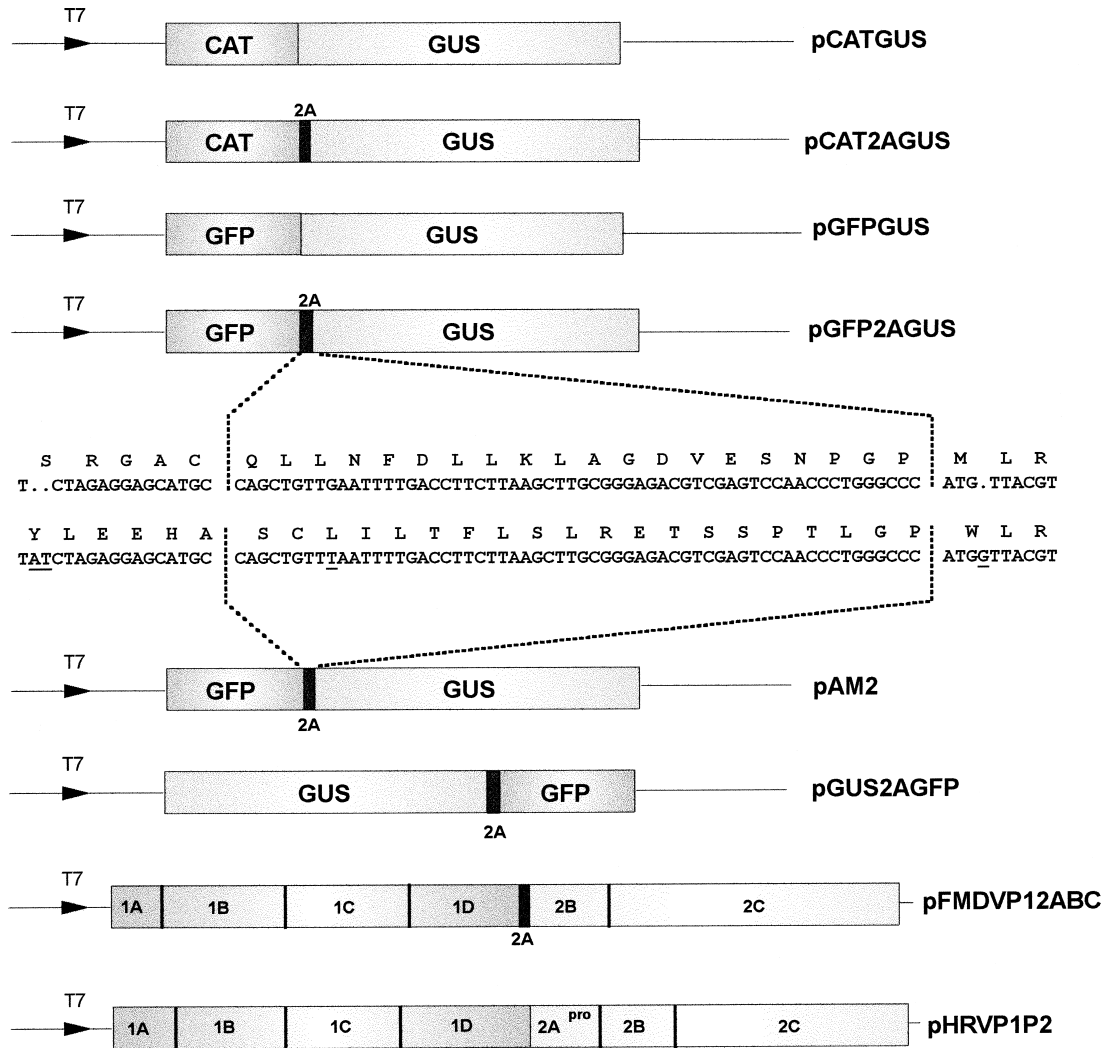 T7
CAT GUS pCATGUS
T7 2A
CAT GUS pCAT2AGUS
T7
GFP GUS pGFPGUS
T7 2A
GFP GUS pGFP2AGUS
S R G A C Q L L N F D L L K L A G D V E S N P G P M L R
T..CTAGAGGAGCATGC CAGCTGTTGAATTTTGACCTTCTTAAGCTTGCGGGAGACGTCGAGTCCAACCCTGGGCCC ATG.TTACGT
Y L E E H A S C L I L T F L S L R E T S S P T L G P W L R
TATCTAGAGGAGCATGC CAGCTGTTTAATTTTGACCTTCTTAAGCTTGCGGGAGACGTCGAGTCCAACCCTGGGCCC ATGGTTACGT
T7
GFP GUS pAM2
2A
T7
GUS GFP pGUS2AGFP
2A
T7
1A 1B 1C 1D 2B 2C pFMDVP12ABC
2A
T7
1A 1B 1C 1D 2A pro 2B 2C pHRVP1P2